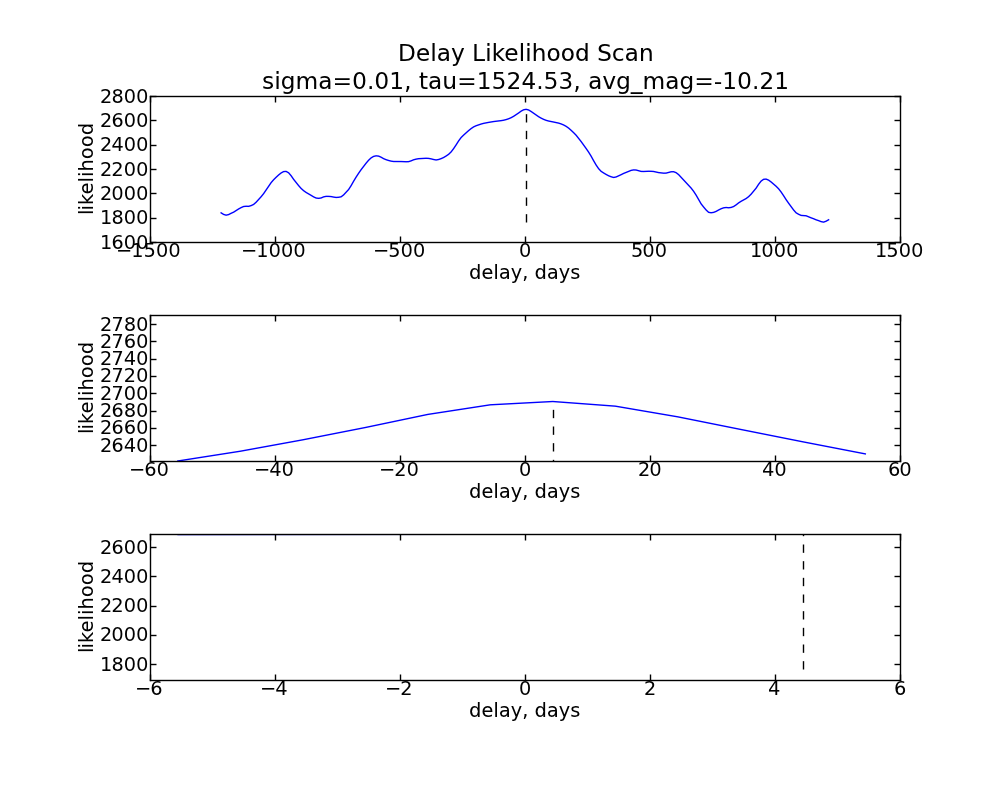 Delay Likelihood Scan
sigma=0.01, tau=1524.53, avg_mag=-10.21
2800
2600
2400
2200
2000
1800
1600
likelihood
−1500 −1000 −500 0 500 1000 1500
delay, days
2780
2760
2740
2720
2700
2680
2660
2640
likelihood
−60 −40 −20 0 20 40 60
delay, days
2600
2400
2200
2000
1800
likelihood
−6 −4 −2 0 2 4 6
delay, days